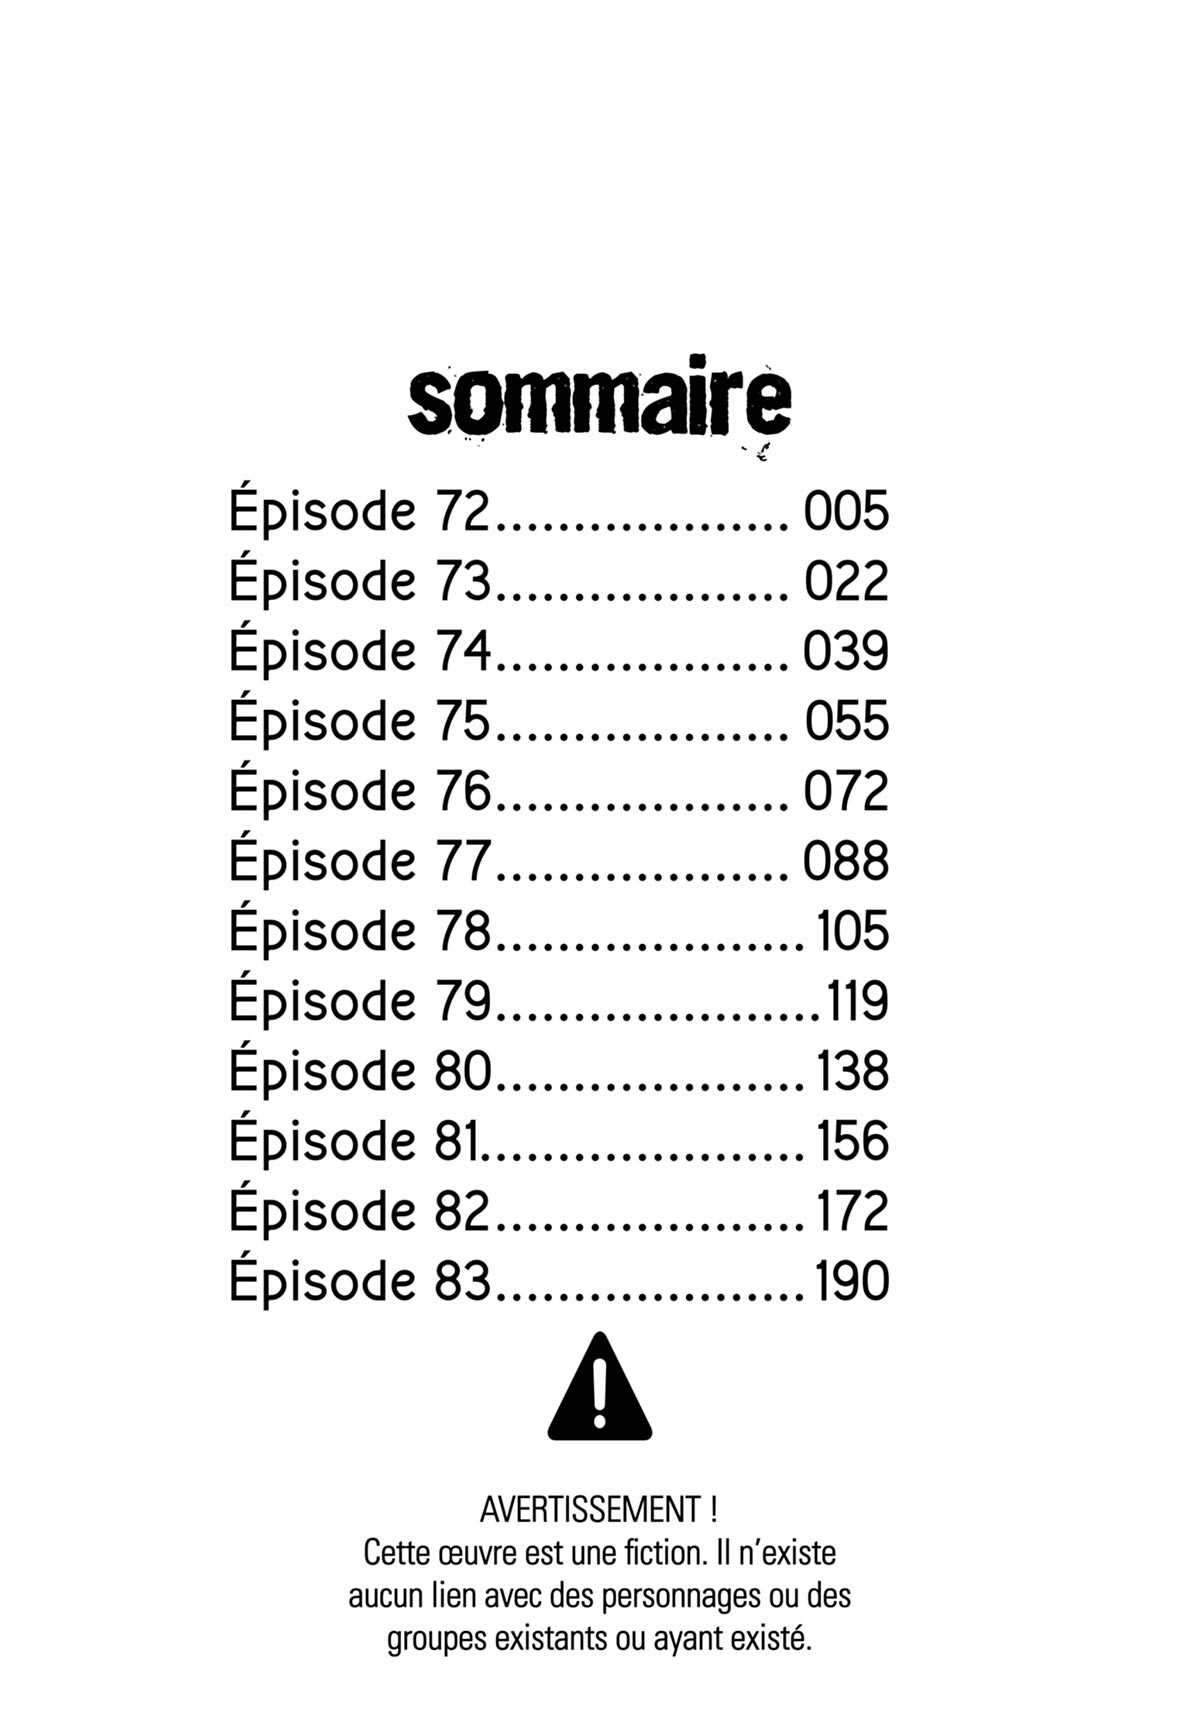 sommaire
Épisode 72................... 005
Épisode 73................... 022
Épisode 74................... 039
Épisode 75................... 055
Épisode 76................... 072
Épisode 77................... 088
Épisode 78.................... 105
Épisode 79.....................119
Épisode 80.................... 138
Épisode 81..................... 156
Épisode 82.................... 172
Épisode 83.................... 190
AVERTISSEMENT !
Cette œuvre est une fiction. Il n’existe
aucun lien avec des personnages ou des
groupes existants ou ayant existé.